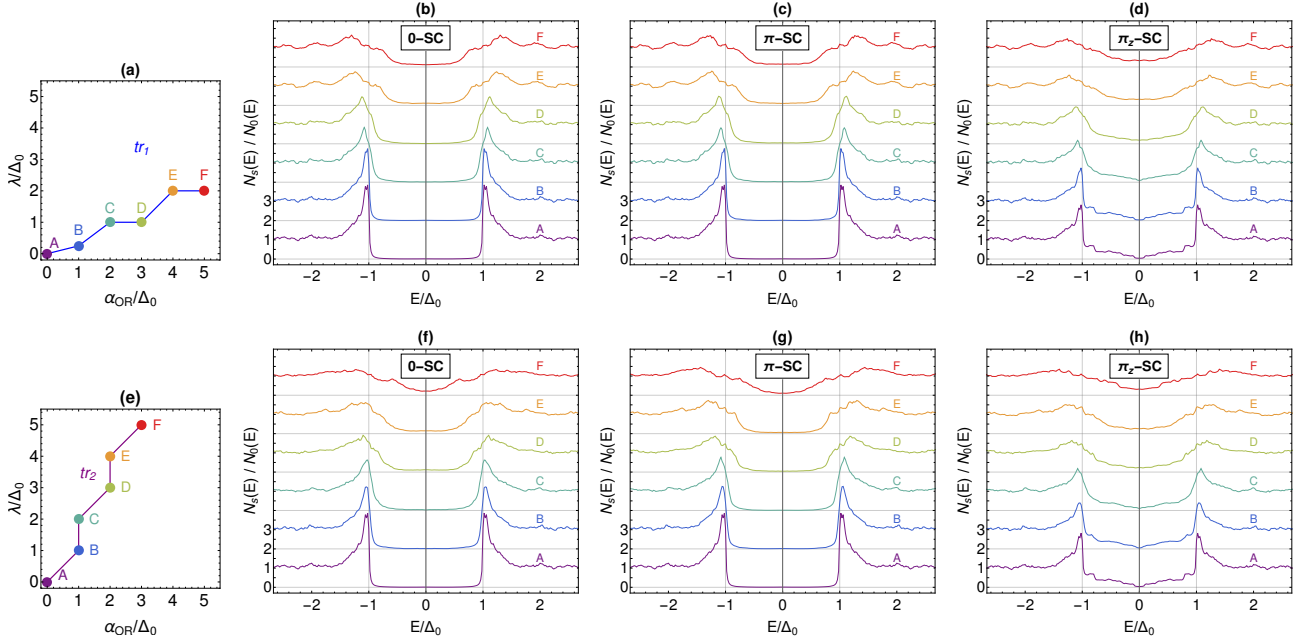 (a)
λ/Δ0
5
4
3
2
1
0
tr1
A
B
C
D
E
F
0 1 2 3 4 5
αOR/Δ0
(b)
0-SC
Ns(E) / N0(E)
3
2
1
0
F
E
D
C
B
A
−2 −1 0 1 2
E/Δ0
(c)
π-SC
Ns(E) / N0(E)
3
2
1
0
F
E
D
C
B
A
−2 −1 0 1 2
E/Δ0
(d)
πz-SC
Ns(E) / N0(E)
3
2
1
0
F
E
D
C
B
A
−2 −1 0 1 2
E/Δ0
(e)
λ/Δ0
5
4
3
2
1
0
tr2
F
E
D
C
B
A
0 1 2 3 4 5
αOR/Δ0
(f)
0-SC
Ns(E) / N0(E)
3
2
1
0
F
E
D
C
B
A
−2 −1 0 1 2
E/Δ0
(g)
π-SC
Ns(E) / N0(E)
3
2
1
0
F
E
D
C
B
A
−2 −1 0 1 2
E/Δ0
(h)
πz-SC
Ns(E) / N0(E)
3
2
1
0
F
E
D
C
B
A
−2 −1 0 1 2
E/Δ0